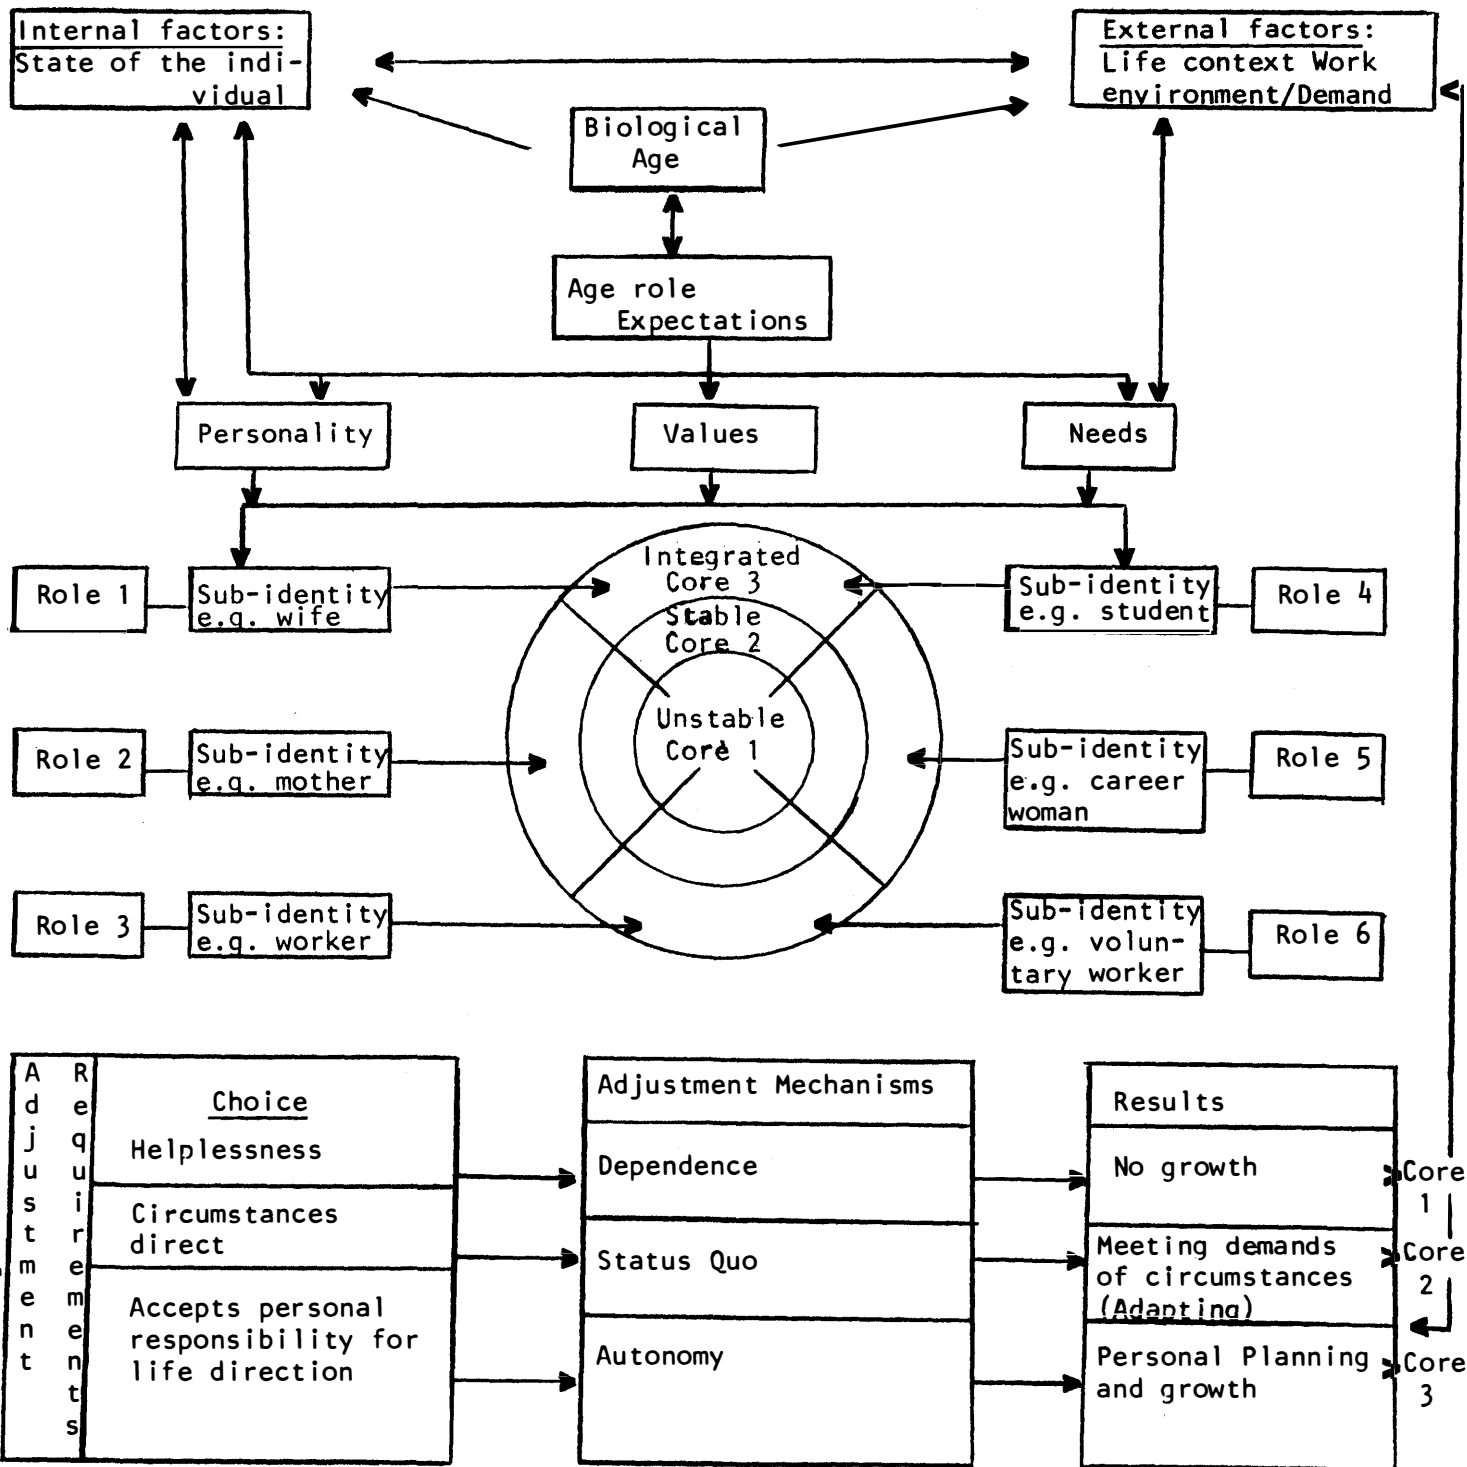 Internal factors:
State of the indi-
vidual
External factors:
Life context Work
environment/Demand
Biological
Age
Age role
Expectations
Personality
Values
Needs
Role 1
Sub-identity
e.g. wife
Integrated
Core 3
Stable
Core 2
Unstable
Core 1
Sub-identity
e.g. student
Role 4
Role 2
Sub-identity
e.g. mother
Sub-identity
e.g. career
woman
Role 5
Role 3
Sub-identity
e.g. worker
Sub-identity
e.g. volun-
tary worker
Role 6
Adjustment
Requirements
Choice
Helplessness
Circumstances
direct
Accepts personal
responsibility for
life direction
Adjustment Mechanisms
Dependence
Status Quo
Autonomy
Results
No growth
Meeting demands
of circumstances
(Adapting)
Personal Planning
and growth
Core
1
Core
2
Core
3